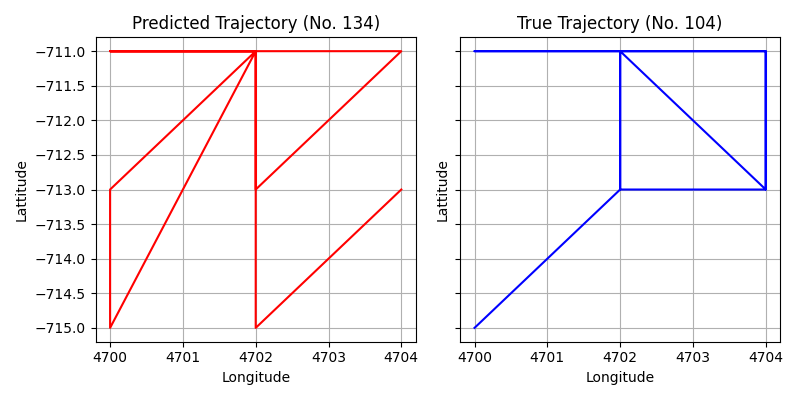 Predicted Trajectory (No. 134)
True Trajectory (No. 104)
Lattitude
−711.0
−711.5
−712.0
−712.5
−713.0
−713.5
−714.0
−714.5
−715.0
4700 4701 4702 4703 4704
Longitude
Lattitude
4700 4701 4702 4703 4704
Longitude